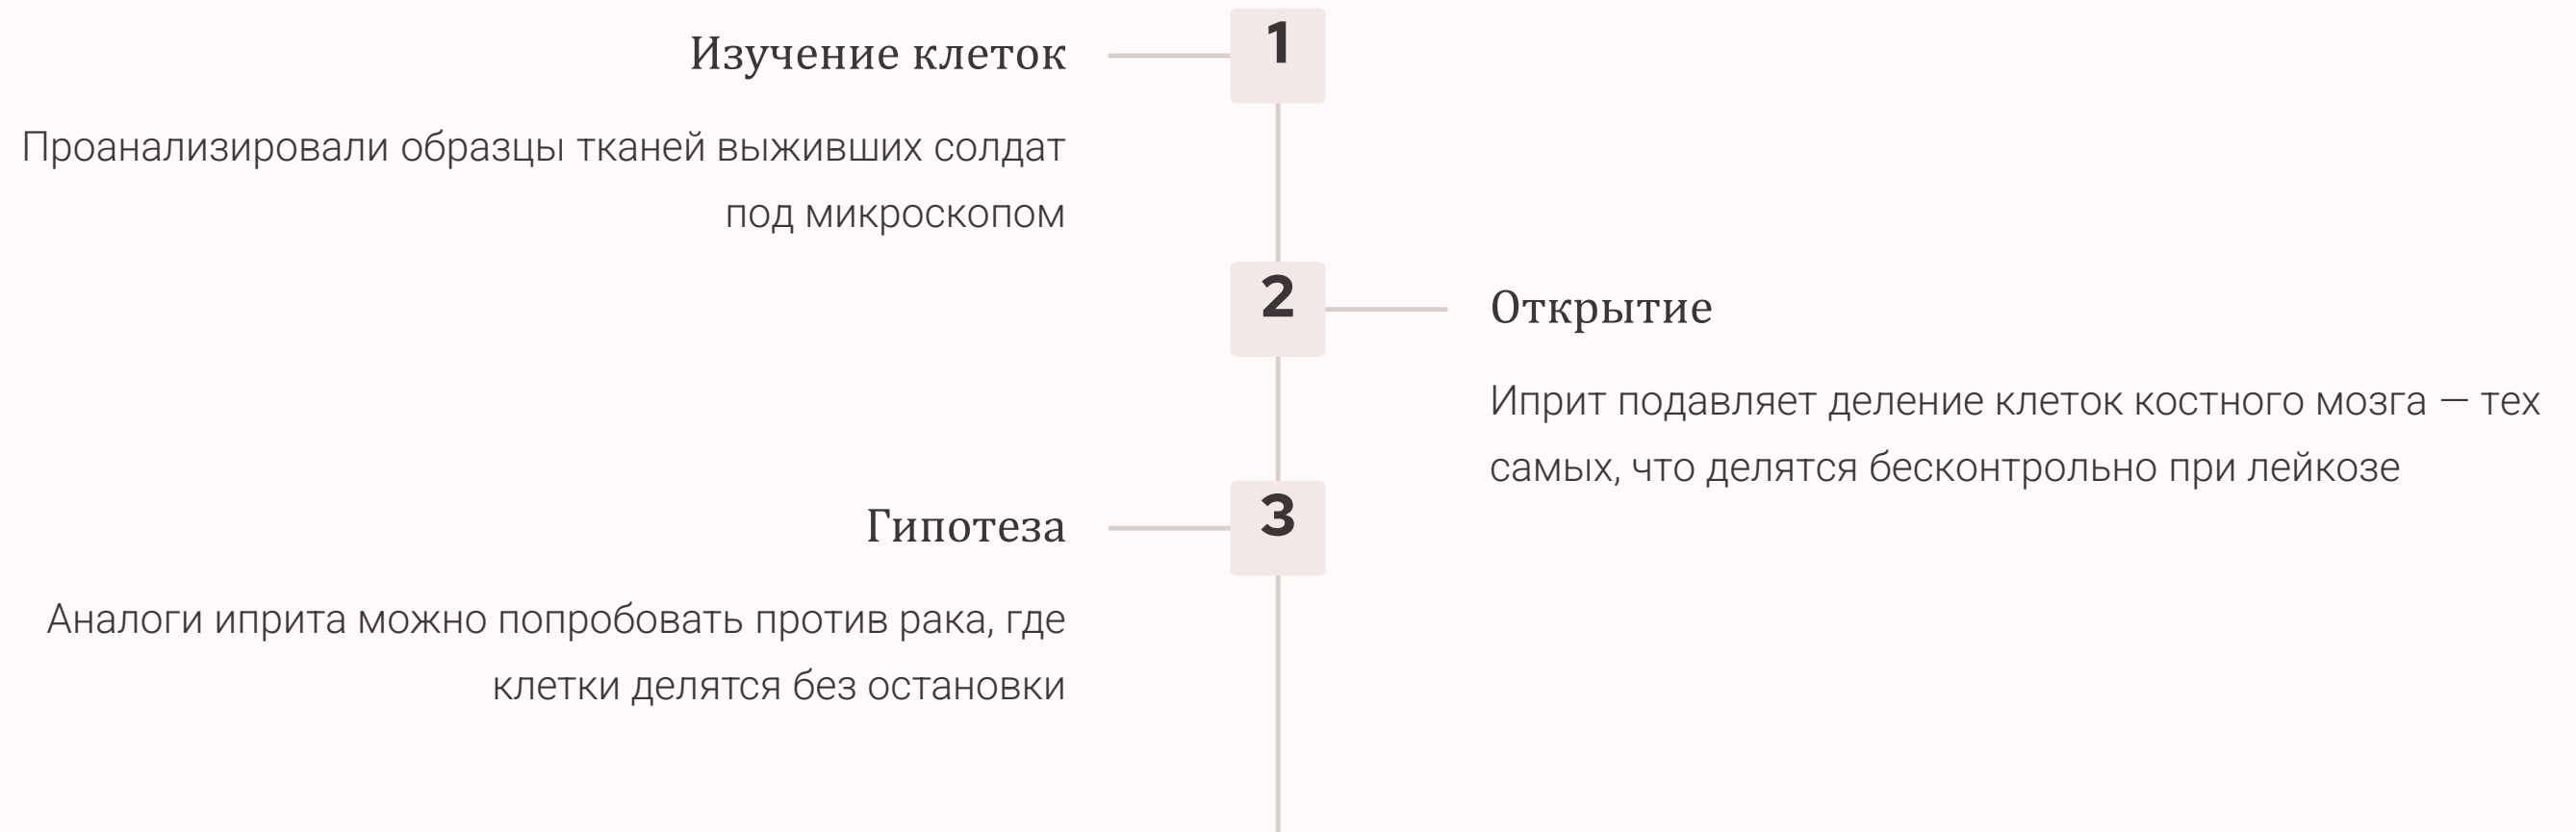 1
Изучение клеток
Проанализировали образцы тканей выживших солдат
под микроскопом
2
Открытие
Иприт подавляет деление клеток костного мозга — тех
самых, что делятся бесконтрольно при лейкозе
3
Гипотеза
Аналоги иприта можно попробовать против рака, где
клетки делятся без остановки